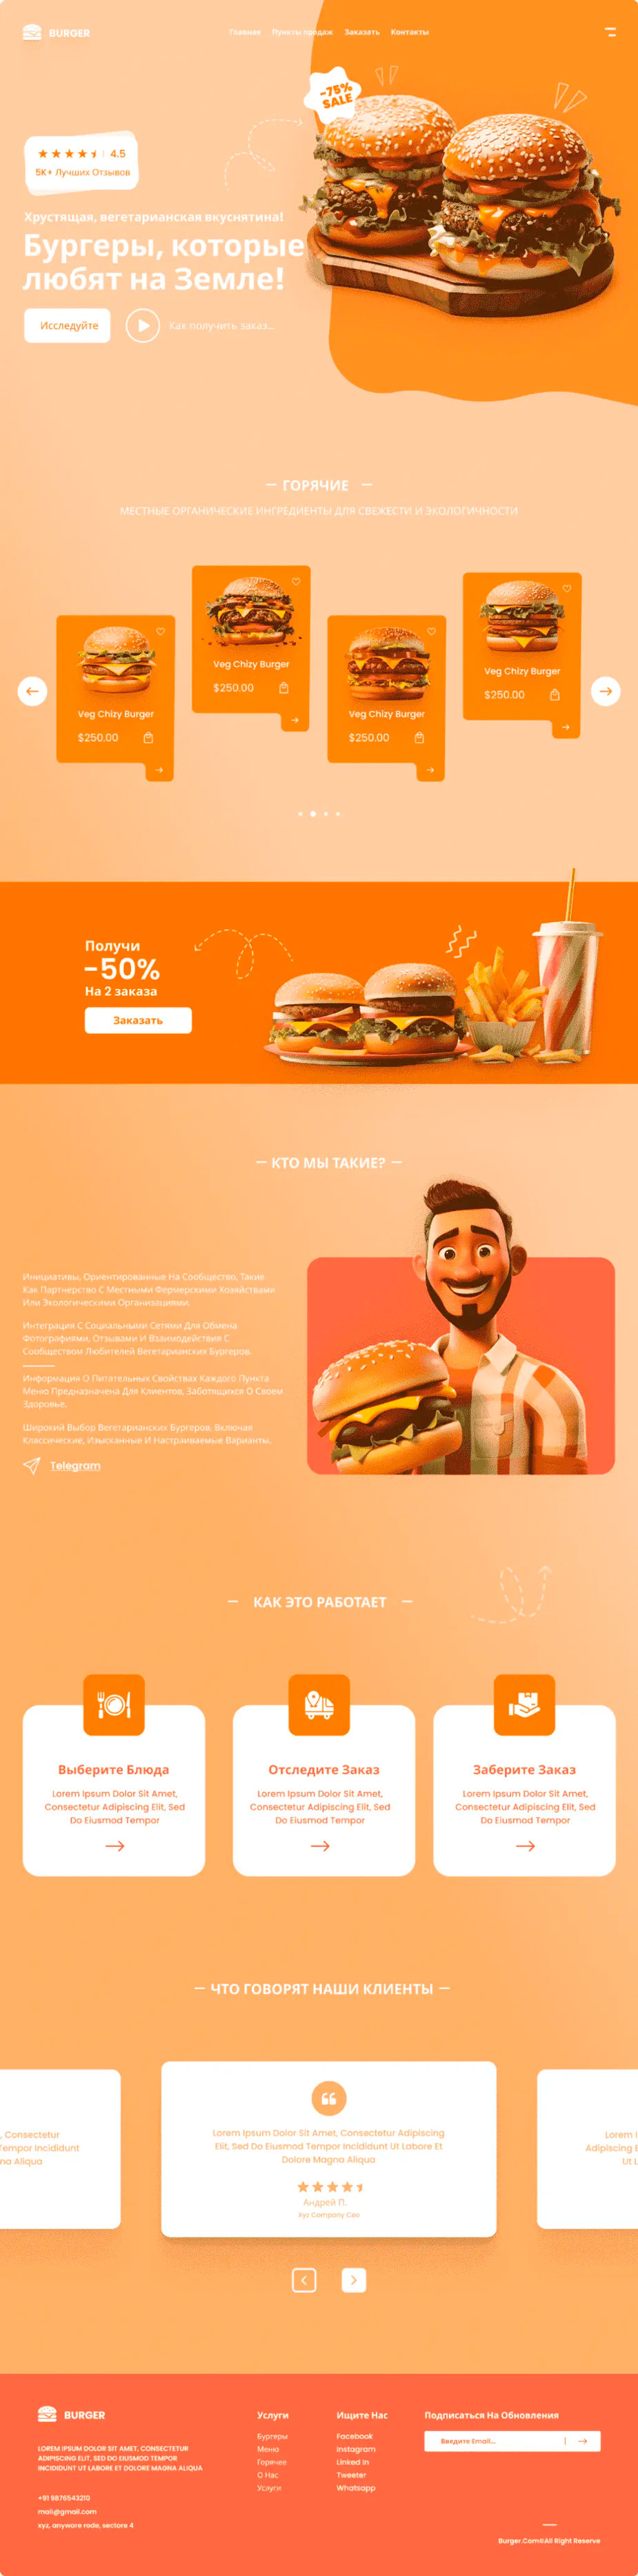 BURGER
Главная Пункты продаж Заказать Контакты
-75%
SALE
4.5
5K+ Лучших Отзывов
Хрустящая, вегетарианская вкуснятина!
Бургеры, которые
любят на Земле!
Исследуйте
Как получить заказ...
ГОРЯЧИЕ
МЕСТНЫЕ ОРГАНИЧЕСКИЕ ИНГРЕДИЕНТЫ ДЛЯ СВЕЖЕСТИ И ЭКОЛОГИЧНОСТИ
Veg Chizy Burger
$250.00
Veg Chizy Burger
$250.00
Veg Chizy Burger
$250.00
Veg Chizy Burger
$250.00
Получи
-50%
На 2 заказа
Заказать
КТО МЫ ТАКИЕ?
Инициативы, Ориентированные На Сообщество, Такие
Как Партнерство С Местными Фермерскими Хозяйствами
Или Экологическими Организациями.
Интеграция С Социальными Сетями Для Обмена
Фотографиями, Отзывами И Взаимодействия С
Сообществом Любителей Вегетарианских Бургеров.
Информация О Питательных Свойствах Каждого Пункта
Меню Предназначена Для Клиентов, Заботящихся О Своем
Здоровье.
Широкий Выбор Вегетарианских Бургеров, Включая
Классические, Изысканные И Настраиваемые Варианты.
Telegram
КАК ЭТО РАБОТАЕТ
Выберите Блюда
Lorem Ipsum Dolor Sit Amet,
Consectetur Adipiscing Elit, Sed
Do Eiusmod Tempor
Отследите Заказ
Lorem Ipsum Dolor Sit Amet,
Consectetur Adipiscing Elit, Sed
Do Eiusmod Tempor
Заберите Заказ
Lorem Ipsum Dolor Sit Amet,
Consectetur Adipiscing Elit, Sed
Do Eiusmod Tempor
ЧТО ГОВОРЯТ НАШИ КЛИЕНТЫ
, Consectetur
Tempor Incididunt
na Aliqua
Lorem Ipsum Dolor Sit Amet, Consectetur Adipiscing
Elit, Sed Do Eiusmod Tempor Incididunt Ut Labore Et
Dolore Magna Aliqua
Андрей П.
Xyz Company Ceo
Lorem I
Adipiscing E
Ut L
BURGER
LOREM IPSUM DOLOR SIT AMET, CONSECTETUR
ADIPISCING ELIT, SED DO EIUSMOD TEMPOR
INCIDIDUNT UT LABORE ET DOLORE MAGNA ALIQUA
+91 9876543210
mali@gmail.com
xyz, anyware rode, sectore 4
Услуги
Бургеры
Меню
Горячее
О Нас
Услуги
Ищите Нас
Facebook
Instagram
Linked In
Tweeter
Whatsapp
Подписаться На Обновления
Введите Email...
Burger.Com©All Right Reserve